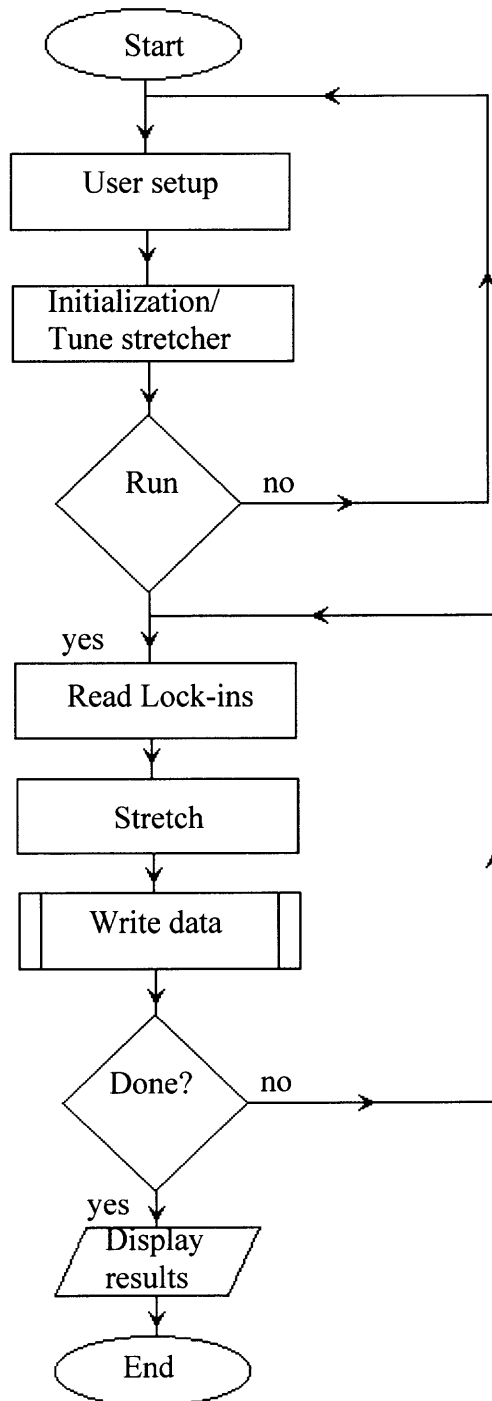 Start
User setup
Initialization/
Tune stretcher
Run
no
yes
Read Lock-ins
Stretch
Write data
Done?
no
yes
Display
results
End